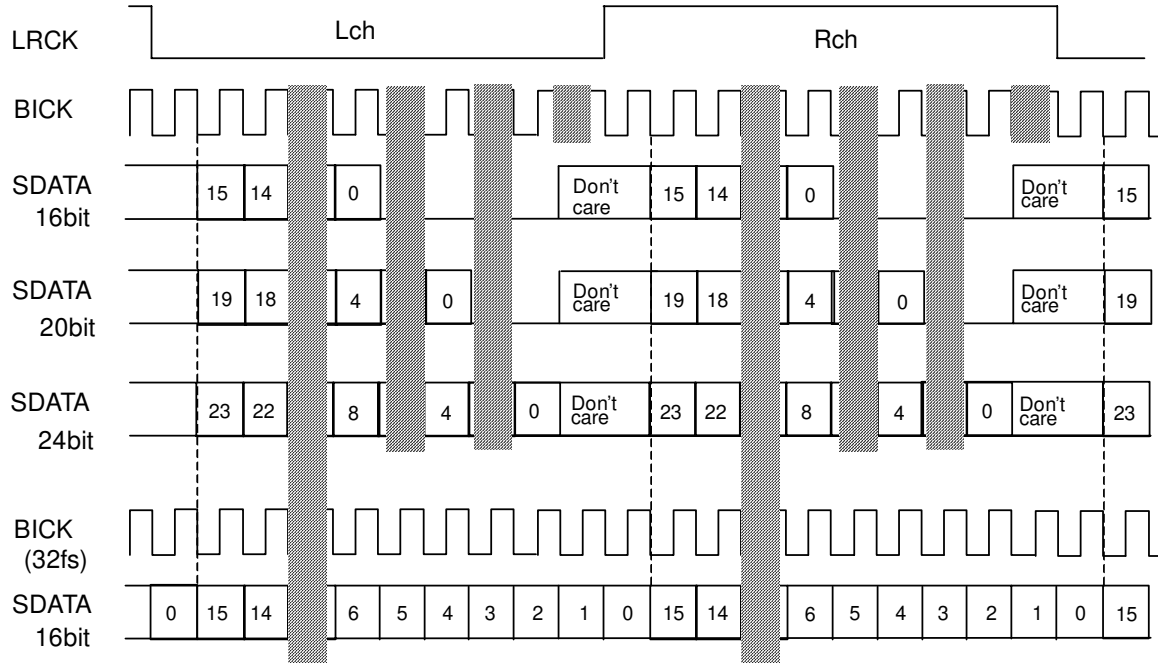 LRCK Lch Rch
BICK
SDATA 15 14 0 Don't 15 14 0 Don't 15
16bit care care
SDATA 19 18 4 0 Don't 19 18 4 0 Don't 19
20bit care care
SDATA 23 22 8 4 0 Don't 23 22 8 4 0 Don't 23
24bit care care
BICK
(32fs)
SDATA 0 15 14 6 5 4 3 2 1 0 15 14 6 5 4 3 2 1 0 15
16bit